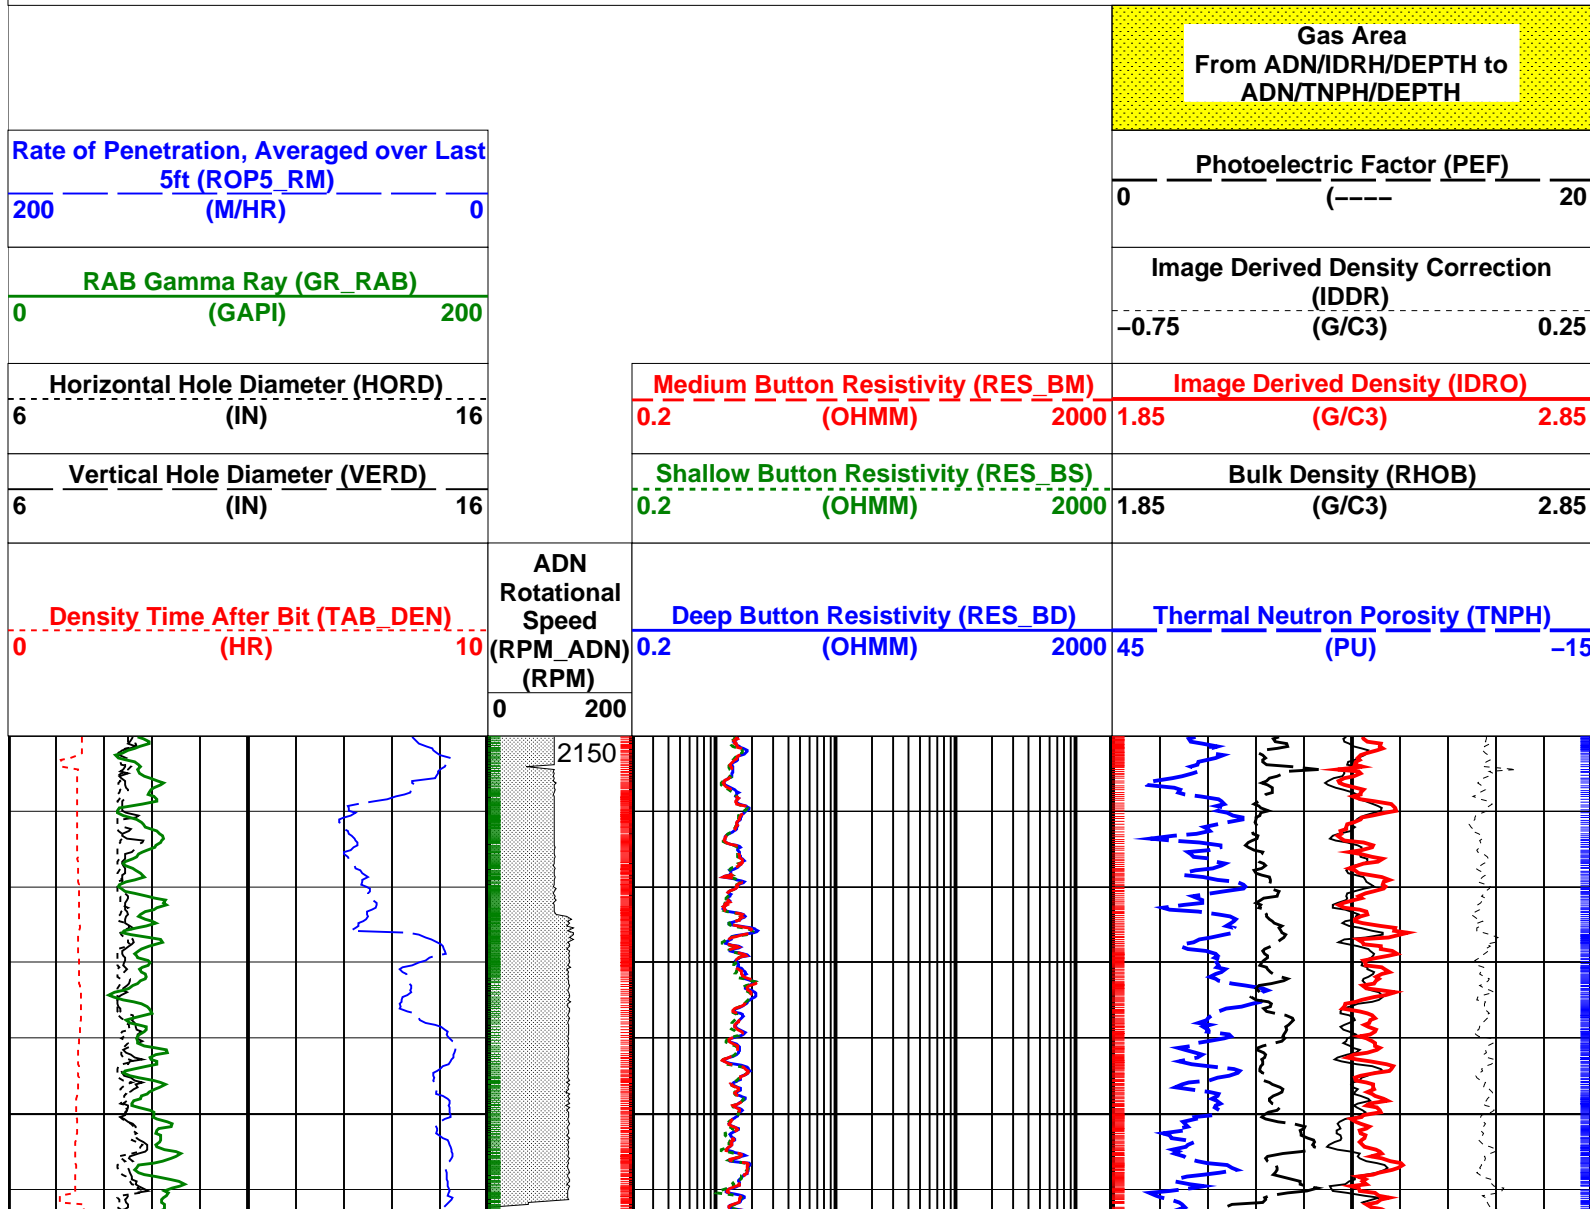 Gas Area
From ADN/IDRH/DEPTH to
ADN/TNPH/DEPTH
Rate of Penetration, Averaged over Last
5ft (ROP5_RM)
200 (M/HR) 0
Photoelectric Factor (PEF)
0 (---- 20
RAB Gamma Ray (GR_RAB)
0 (GAPI) 200
Image Derived Density Correction
(IDDR)
−0.75 (G/C3) 0.25
Horizontal Hole Diameter (HORD)
6 (IN) 16
Medium Button Resistivity (RES_BM)
0.2 (OHMM) 2000
Image Derived Density (IDRO)
1.85 (G/C3) 2.85
Vertical Hole Diameter (VERD)
6 (IN) 16
Shallow Button Resistivity (RES_BS)
0.2 (OHMM) 2000
Bulk Density (RHOB)
1.85 (G/C3) 2.85
Density Time After Bit (TAB_DEN)
0 (HR) 10
ADN
Rotational
Speed
(RPM_ADN)
(RPM)
0 200
Deep Button Resistivity (RES_BD)
0.2 (OHMM) 2000
Thermal Neutron Porosity (TNPH)
45 (PU) −15
2150